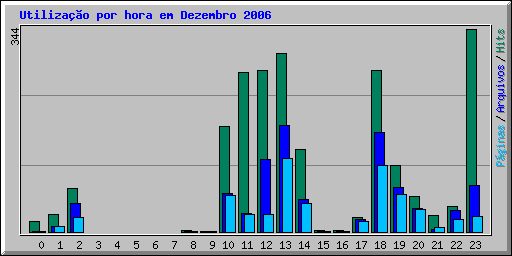 Utilização por hora em Dezembro 2006
344
Páginas / Arquivos / Hits
0 1 2 3 4 5 6 7 8 9 10 11 12 13 14 15 16 17 18 19 20 21 22 23